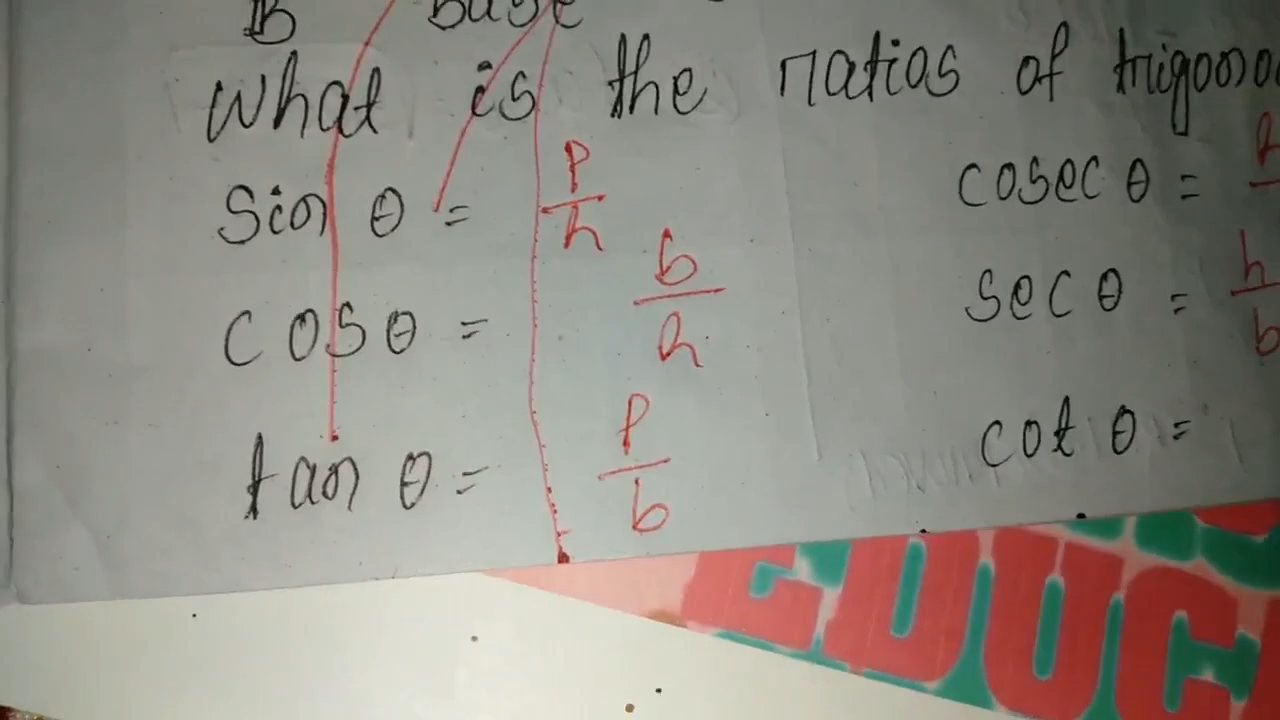 B Base
What is the ratios of trigono
sin θ = p/h cosec θ = h
cos θ = b/h sec θ = h/b
tan θ = p/b cot θ =
EDUC